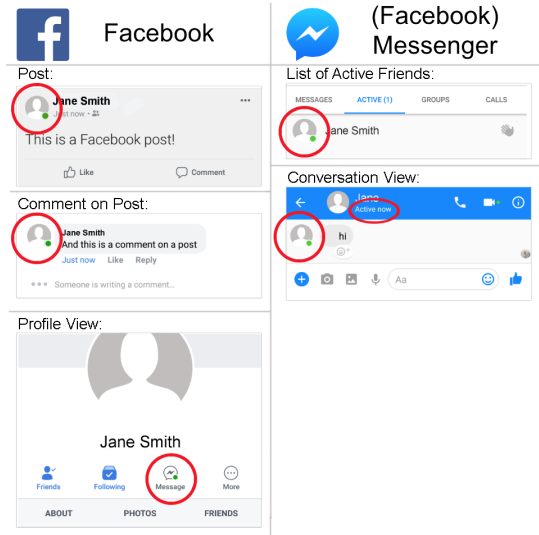 Facebook
Post:
Jane Smith
Just now
This is a Facebook post!
Like
Comment
Comment on Post:
Jane Smith
And this is a comment on a post
Just now Like Reply
Someone is writing a comment...
Profile View:
Jane Smith
Friends Following Message More
ABOUT PHOTOS FRIENDS
(Facebook)
Messenger
List of Active Friends:
MESSAGES ACTIVE (1) GROUPS CALLS
Jane Smith
Conversation View:
Jane
Active now
hi
Aa